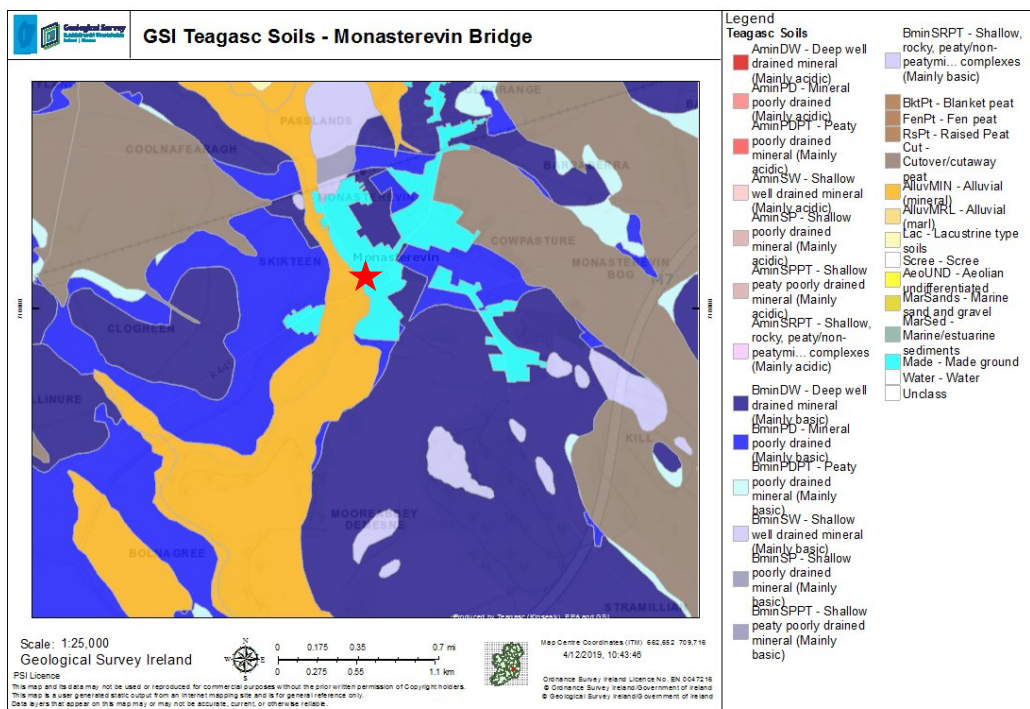 Geological Survey
Ireland | Éireann
GSI Teagasc Soils - Monasterevin Bridge
Legend
Teagasc Soils
AminDW - Deep well
drained mineral
(Mainly acidic)
AminPD - Mineral
poorly drained
(Mainly acidic)
AminPDPT - Peaty
poorly drained
mineral (Mainly
acidic)
AminSW - Shallow
well drained mineral
(Mainly acidic)
AminSP - Shallow
poorly drained
mineral (Mainly
acidic)
AminSPPT - Shallow
peaty poorly drained
mineral (Mainly
acidic)
AminSRPT - Shallow,
rocky, peaty/non-
peatymi... complexes
(Mainly acidic)
BminDW - Deep well
drained mineral
(Mainly basic)
BminPD - Mineral
poorly drained
(Mainly basic)
BminPDPT - Peaty
poorly drained
mineral (Mainly
basic)
BminSW - Shallow
well drained mineral
(Mainly basic)
BminSP - Shallow
poorly drained
mineral (Mainly
basic)
BminSPPT - Shallow
peaty poorly drained
mineral (Mainly
basic)
BminSRPT - Shallow,
rocky, peaty/non-
peatymi... complexes
(Mainly basic)
BktPt - Blanket peat
FenPt - Fen peat
RsPt - Raised Peat
Cut -
Cutover/cutaway
peat
AlluvMIN - Alluvial
(mineral)
AlluvMRL - Alluvial
(marl)
Lac - Lacustrine type
soils
Scree - Scree
AeoUND - Aeolian
undifferentiated
MarSands - Marine
sand and gravel
MarSed -
Marine/estuarine
sediments
Made - Made ground
Water - Water
Unclass
PASSLANDS
COOLNAFEARAGH
BARRADERRA
MONASTEREVIN
COWPASTURE
Monasterevin
SKIRTEEN
MONASTEREVIN
BOG
M7
CLOGHEEN
R445
KILL
MOOREABBEY
DEMESNE
BOLNAGREE
STRAMILLIA
Produced by Teagasc (Kinsealy), EPA and GSI
Scale: 1:25,000
Geological Survey Ireland
PSI Licence
N
W
E
S
0 0.175 0.35 0.7 mi
0 0.275 0.55 1.1 km
Map Centre Coordinates (ITM) 662,652 709,716
4/12/2019, 10:43:46
Ordnance Survey Ireland Licence No. EN 0047216
© Ordnance Survey Ireland/Government of Ireland
© Geological Survey Ireland/Government of Ireland
This map and its data may not be used or reproduced for commercial purposes without the prior written permission of Copyright holders.
This map is a user generated static output from an Internet mapping site and is for general reference only.
Data layers that appear on this map may or may not be accurate, current, or otherwise reliable.